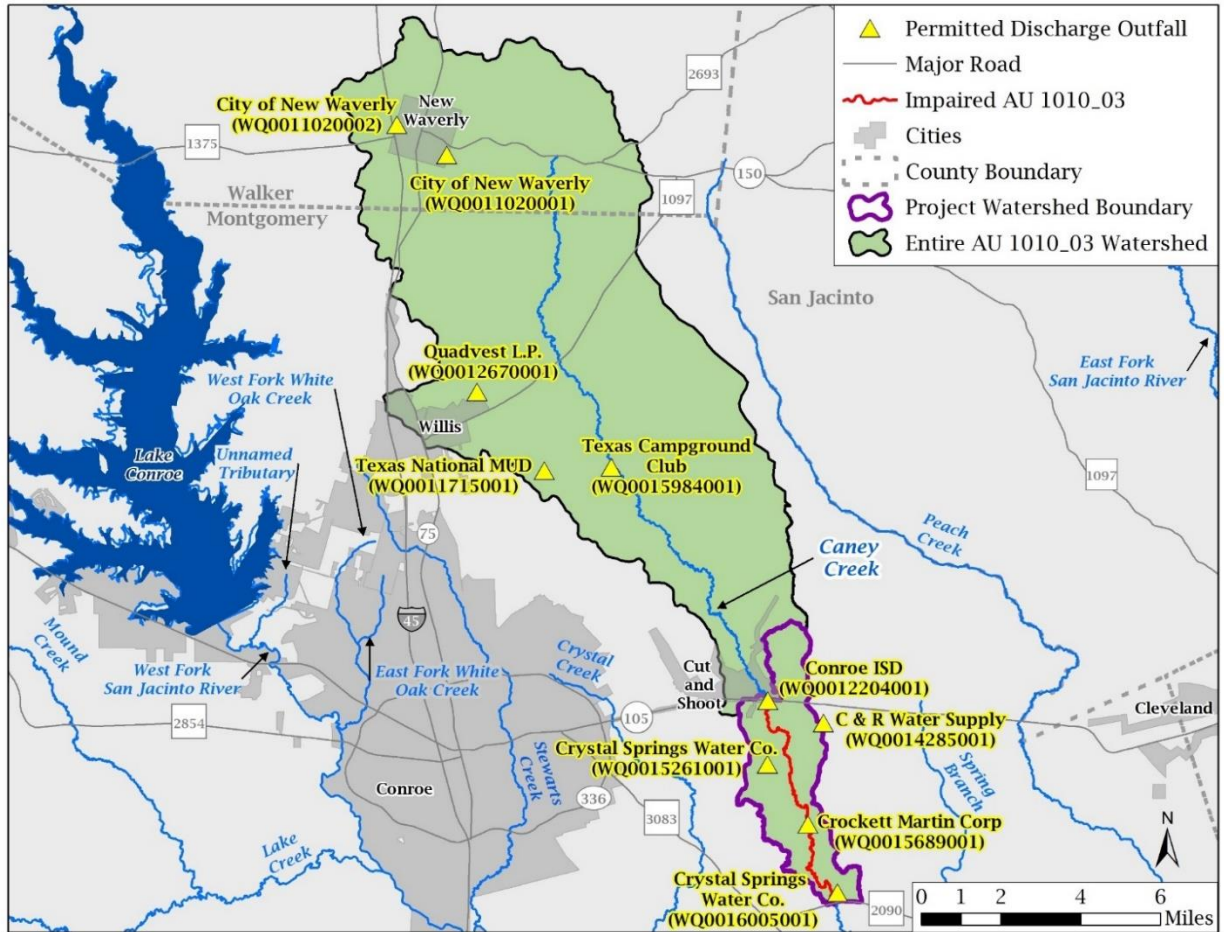 Permitted Discharge Outfall
Major Road
Impaired AU 1010_03
Cities
County Boundary
Project Watershed Boundary
Entire AU 1010_03 Watershed
2693
City of New Waverly
(WQ0011020002)
New
Waverly
1375
City of New Waverly
(WQ0011020001)
150
1097
Walker
Montgomery
San Jacinto
East Fork
San Jacinto River
Quadvest L.P.
(WQ0012670001)
West Fork White
Oak Creek
Willis
Unnamed
Tributary
Lake
Conroe
Texas National MUD
(WQ0011715001)
Texas Campground
Club
(WQ0015984001)
1097
75
Peach
Creek
Caney
Creek
45
Mound
Creek
West Fork
San Jacinto River
East Fork White
Oak Creek
Crystal
Creek
Cut
and
Shoot
Conroe ISD
(WQ0012204001)
Cleveland
2854
105
C & R Water Supply
(WQ0014285001)
Crystal Springs Water Co.
(WQ0015261001)
Stewarts
Creek
Spring
Branch
Conroe
336
3083
Crockett Martin Corp
(WQ0015689001)
N
Lake
Creek
Crystal Springs
Water Co.
(WQ0016005001)
2090
0 1 2 4 6
Miles